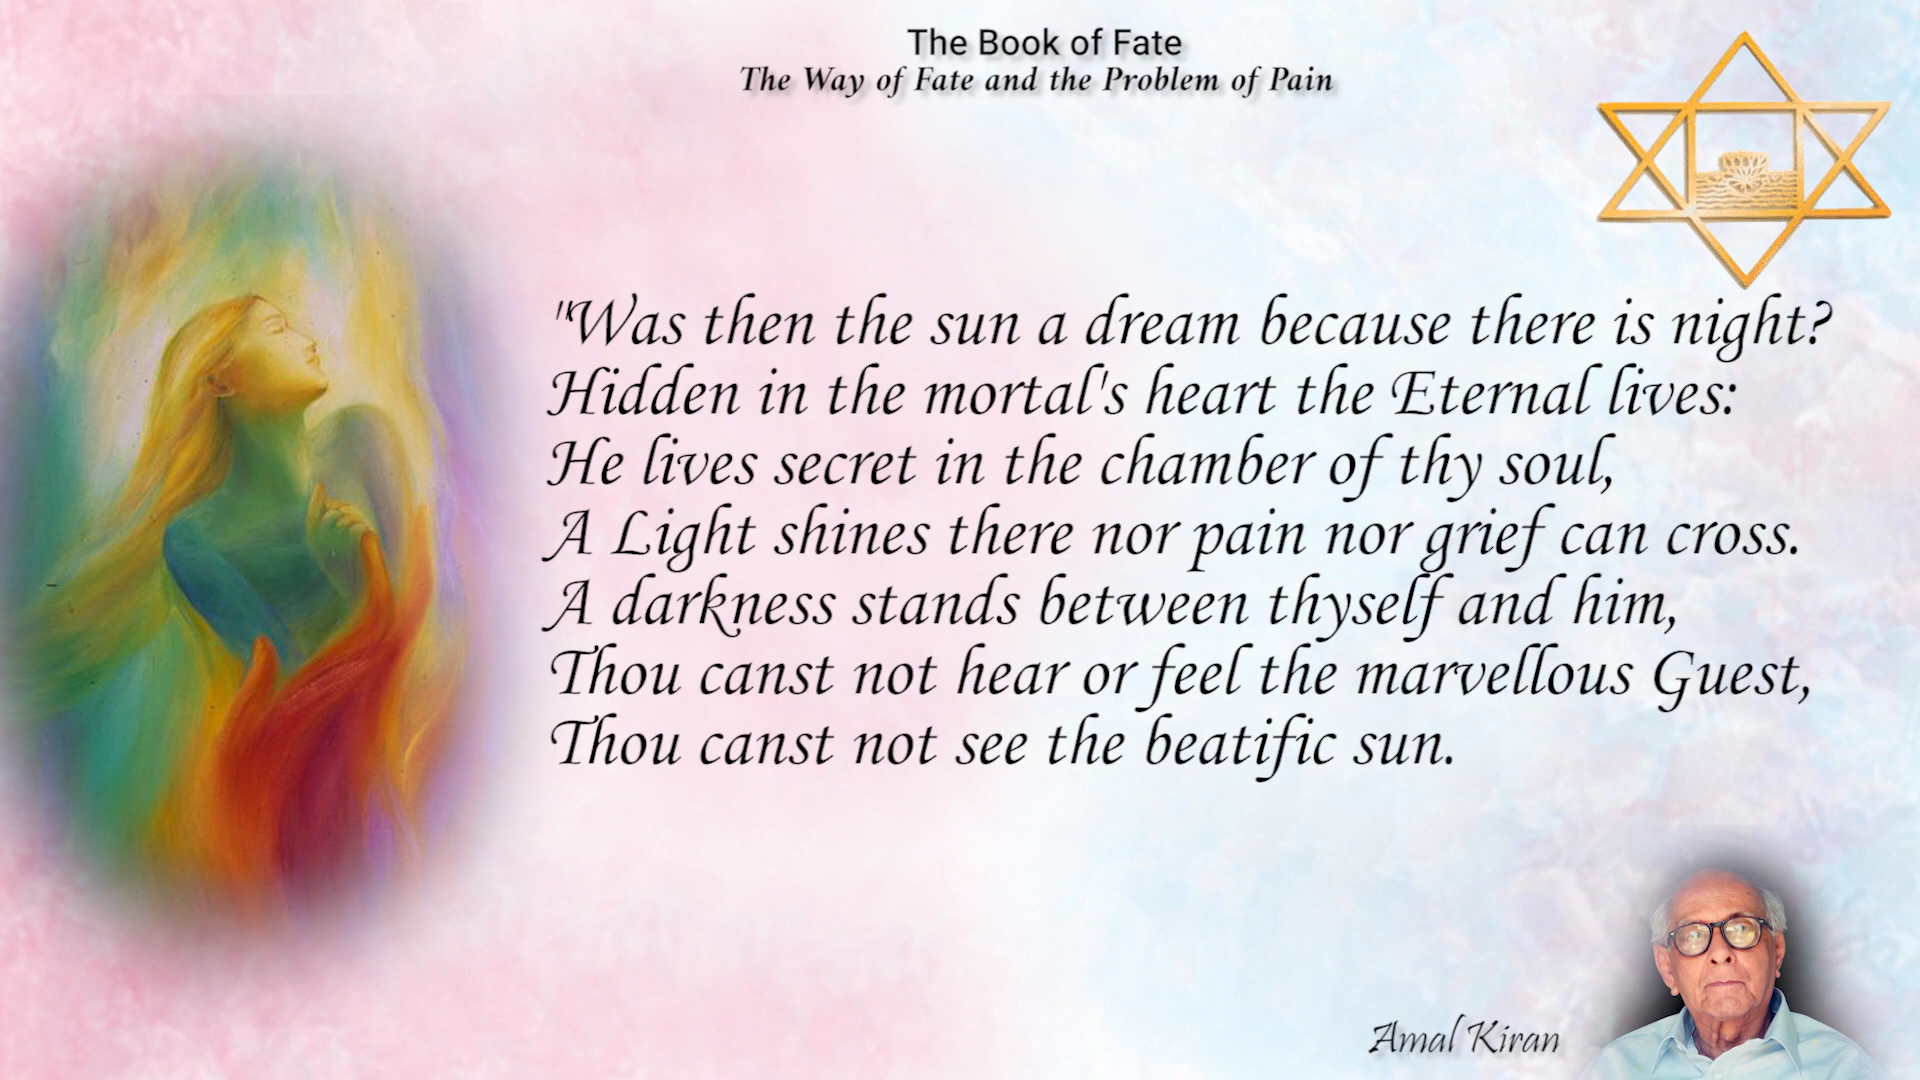 The Book of Fate
The Way of Fate and the Problem of Pain
"Was then the sun a dream because there is night?
Hidden in the mortal's heart the Eternal lives:
He lives secret in the chamber of thy soul,
A Light shines there nor pain nor grief can cross.
A darkness stands between thyself and him,
Thou canst not hear or feel the marvellous Guest,
Thou canst not see the beatific sun.
Amal Kiran